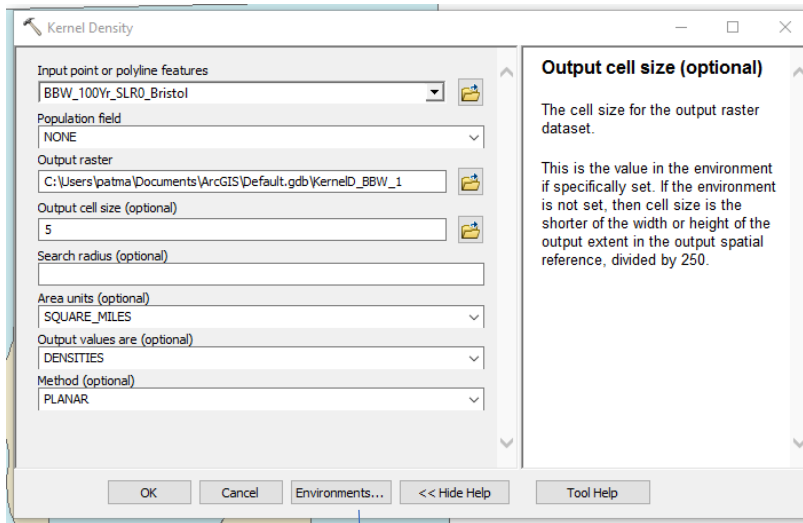 Kernel Density
Input point or polyline features
BBW_100Yr_SLR0_Bristol
Population field
NONE
Output raster
C:\Users\patma\Documents\ArcGIS\Default.gdb\KernelD_BBW_1
Output cell size (optional)
5
Search radius (optional)
Area units (optional)
SQUARE_MILES
Output values are (optional)
DENSITIES
Method (optional)
PLANAR
Output cell size (optional)
The cell size for the output raster
dataset.
This is the value in the environment
if specifically set. If the environment
is not set, then cell size is the
shorter of the width or height of the
output extent in the output spatial
reference, divided by 250.
OK
Cancel
Environments...
<< Hide Help
Tool Help